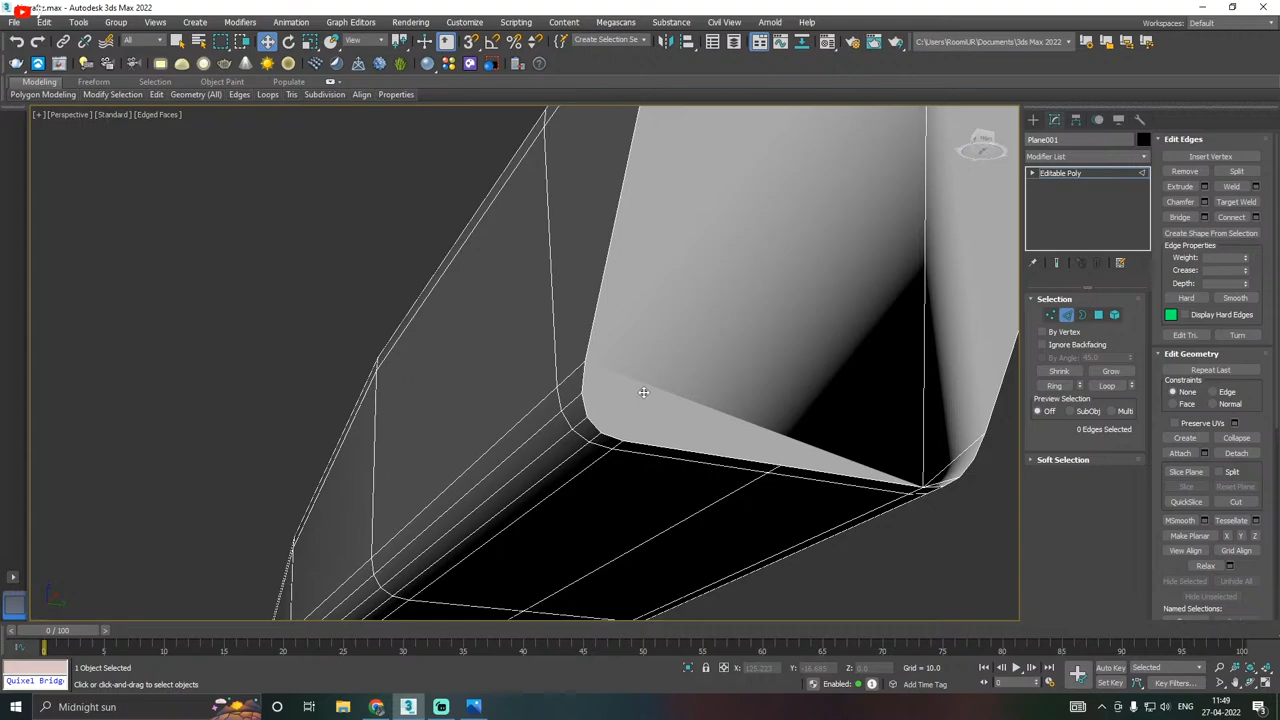 .max - Autodesk 3ds Max 2022
File Edit Tools Group Views Create Modifiers Animation Graph Editors Rendering Customize Scripting Content Megascans Substance Civil View Arnold Help
Workspaces: Default
All
View
Create Selection Se
C:\Users\RoomUR\Documents\3ds Max 2022
Modeling Freeform Selection Object Paint Populate
Polygon Modeling Modify Selection Edit Geometry (All) Edges Loops Tris Subdivision Align Properties
[+] [Perspective] [Standard] [Edged Faces]
Plane001
Modifier List
Editable Poly
Selection
By Vertex
Ignore Backfacing
By Angle: 45.0
Shrink Grow
Ring Loop
Preview Selection
Off SubObj Multi
0 Edges Selected
Soft Selection
Edit Edges
Insert Vertex
Remove Split
Extrude Weld
Chamfer Target Weld
Bridge Connect
Create Shape From Selection
Edge Properties
Weight:
Crease:
Depth:
Hard Smooth
Display Hard Edges
Edit Tri. Turn
Edit Geometry
Repeat Last
Constraints
None Edge
Face Normal
Preserve UVs
Create Collapse
Attach Detach
Slice Plane Split
Slice Reset Plane
QuickSlice Cut
MSmooth Tessellate
Make Planar X Y Z
View Align Grid Align
Relax
Hide Selected Unhide All
Hide Unselected
Named Selections:
0 / 100
5 10 15 20 25 30 35 40 45 50 55 60 65 70 75 80 85 90 95 100
1 Object Selected
Quixel Bridg
Click or click-and-drag to select objects
X: 125.223 Y: -16.685 Z: 0.0 Grid = 10.0
Enabled: Add Time Tag
0
Auto Key Selected
Set Key Key Filters...
Midnight sun
11:49
27-04-2022